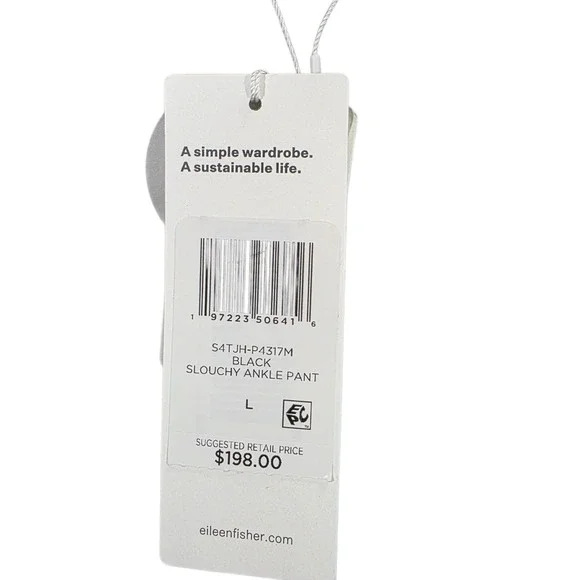 A simple wardrobe.
A sustainable life.
1 97223 50641 6
S4TJH-P4317M
BLACK
SLOUCHY ANKLE PANT
L
EPC
SUGGESTED RETAIL PRICE
$198.00
eileenfisher.com